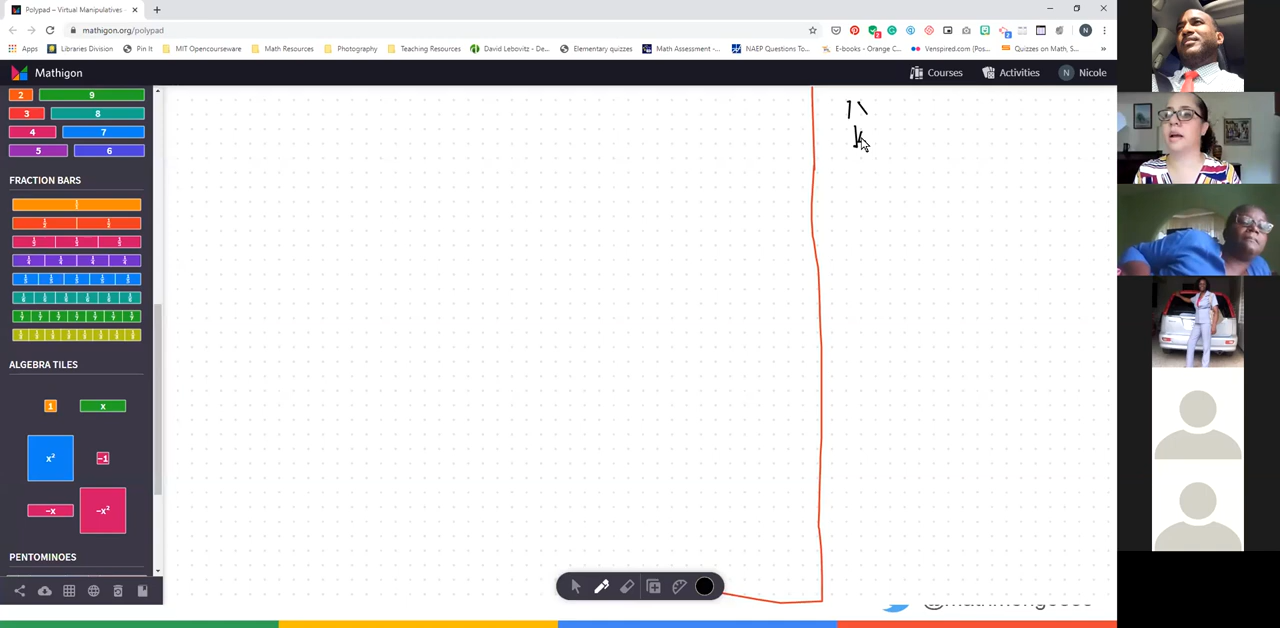 Polypad – Virtual Manipulatives
mathigon.org/polypad
Apps
Libraries Division
Pin It
MIT Opencourseware
Math Resources
Photography
Teaching Resources
David Lebovitz - De...
Elementary quizzes
Math Assessment -...
NAEP Questions To...
E-books - Orange C...
Venspired.com (Pos...
Quizzes on Math, S...
»
Mathigon
Courses
Activities
N
Nicole
2 9
3 8
4 7
5 6
FRACTION BARS
ALGEBRA TILES
1 x
x² −1
−x −x²
PENTOMINOES